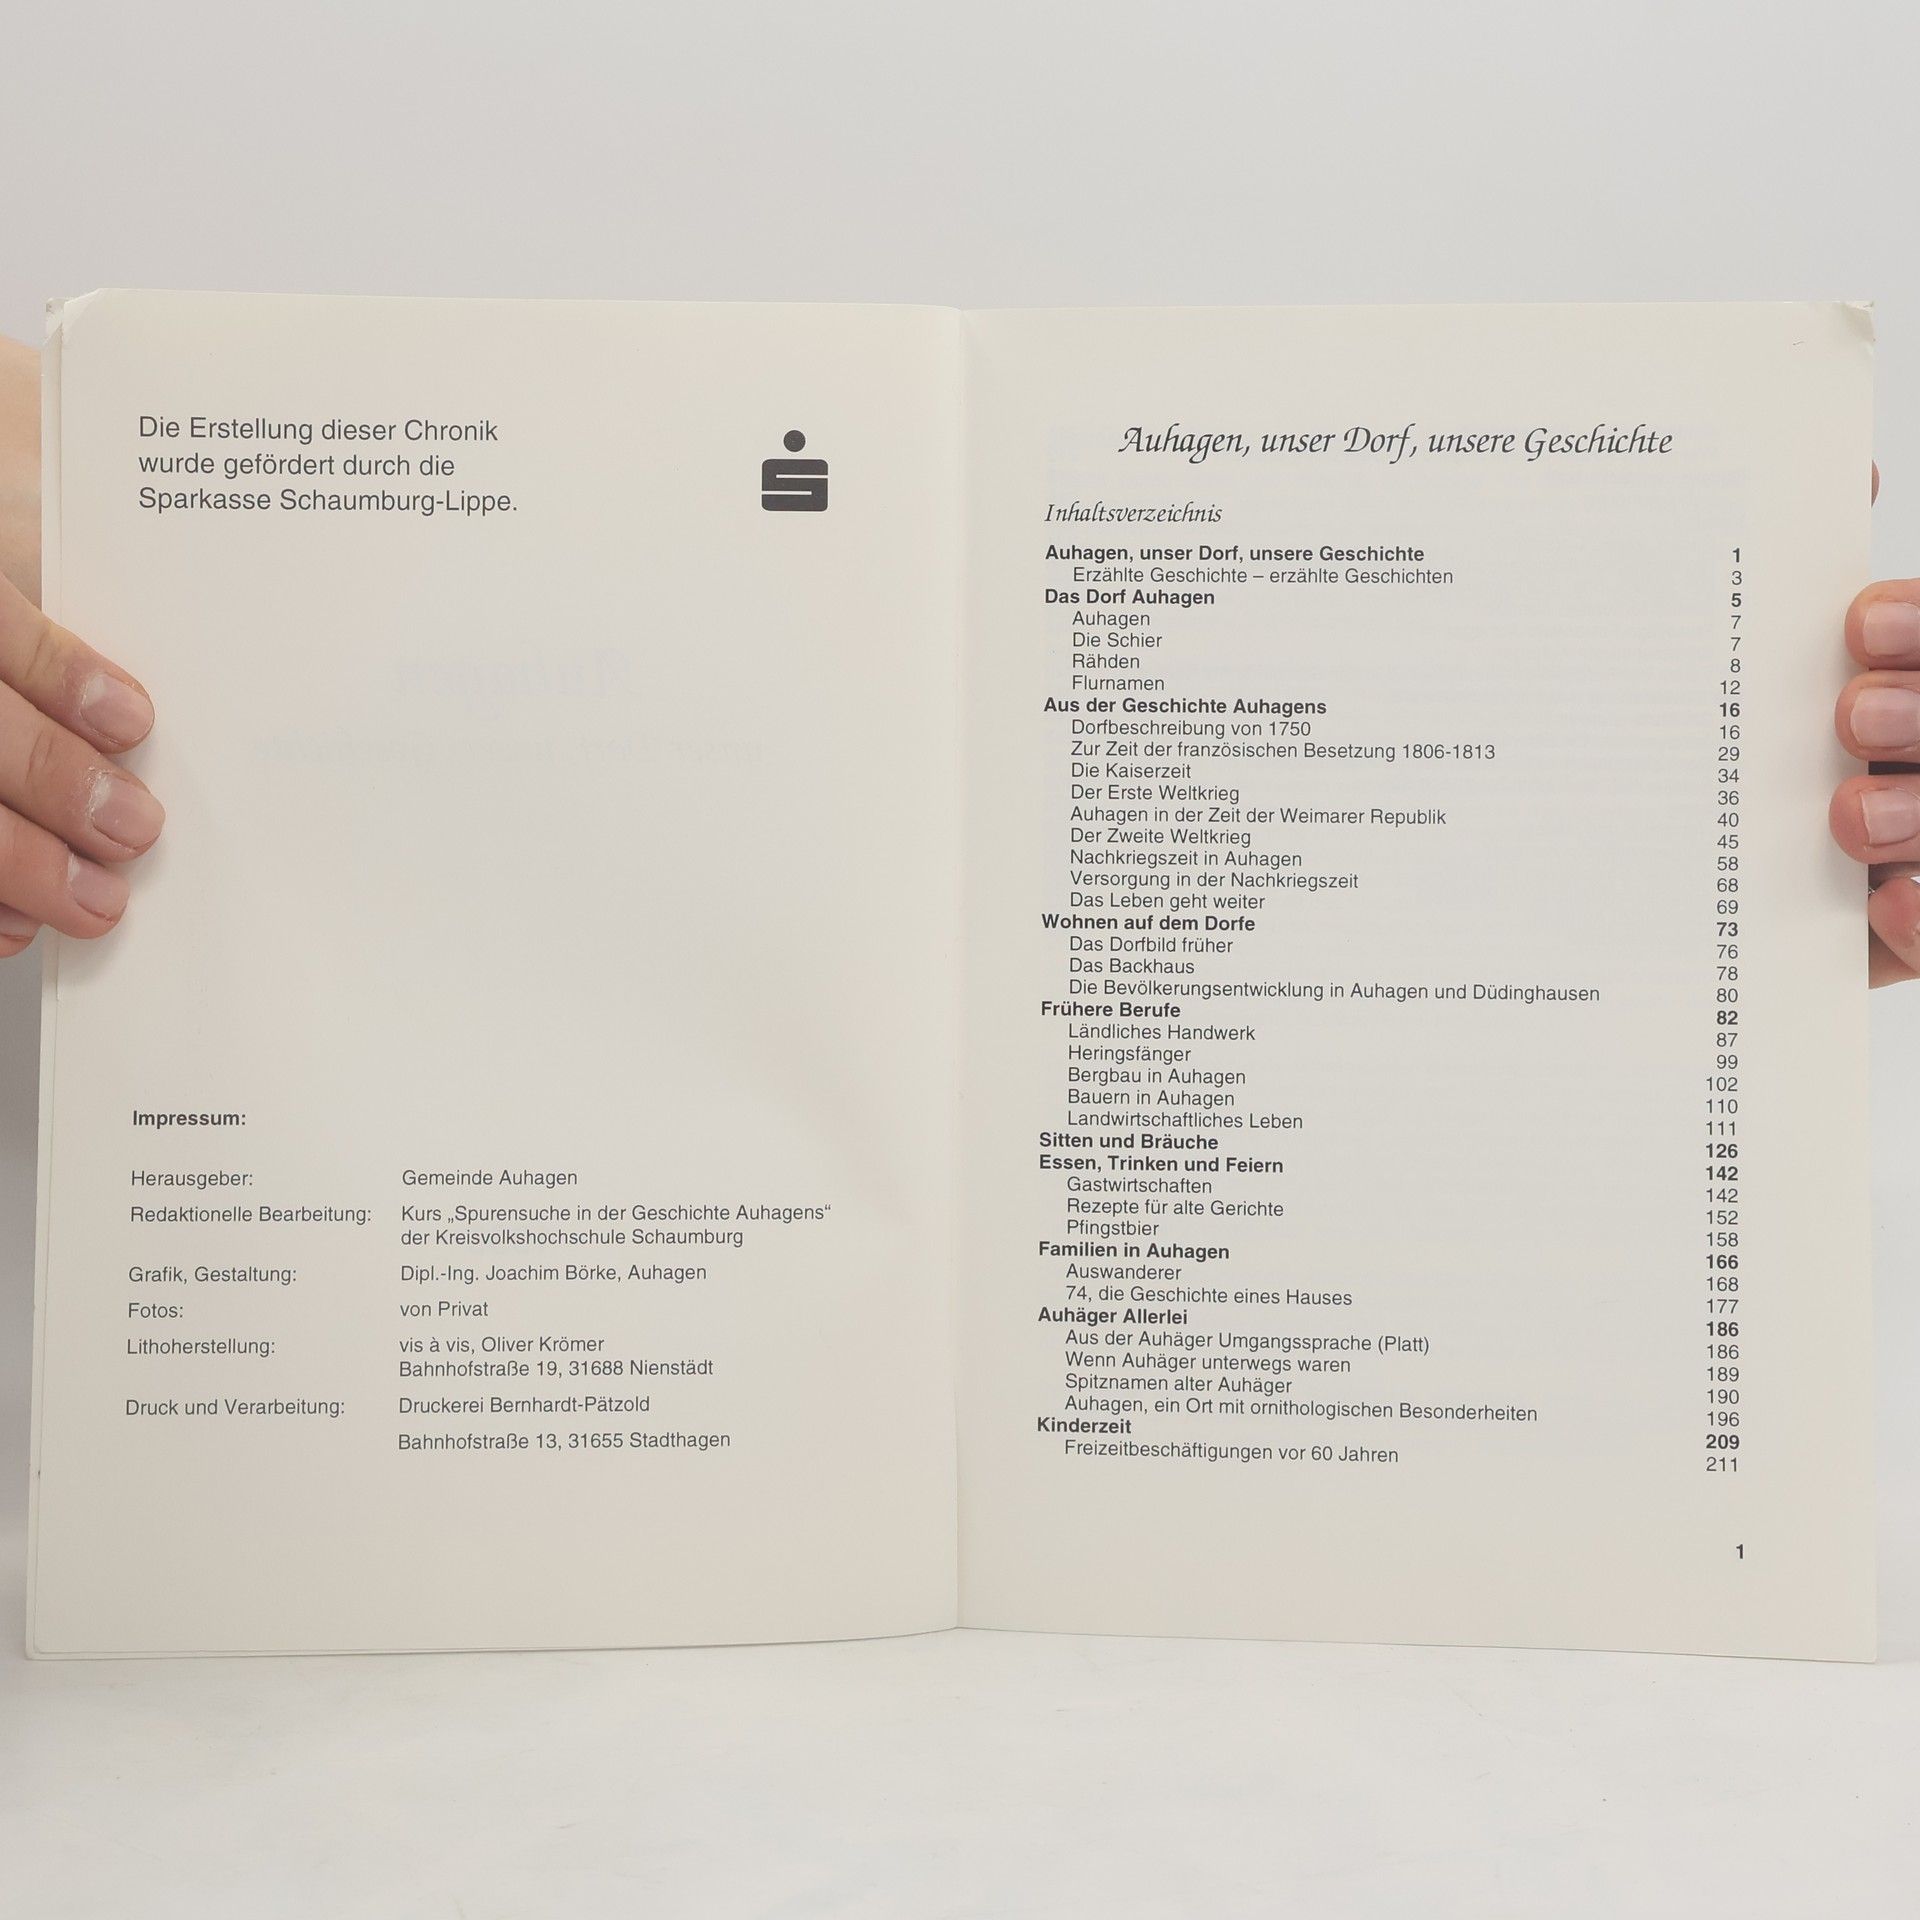 Die Erstellung dieser Chronik
wurde gefördert durch die
Sparkasse Schaumburg-Lippe.
Impressum:
Herausgeber: Gemeinde Auhagen
Redaktionelle Bearbeitung: Kurs „Spurensuche in der Geschichte Auhagens“
der Kreisvolkshochschule Schaumburg
Grafik, Gestaltung: Dipl.-Ing. Joachim Börke, Auhagen
Fotos: von Privat
Lithoherstellung: vis à vis, Oliver Krömer
Bahnhofstraße 19, 31688 Nienstädt
Druck und Verarbeitung: Druckerei Bernhardt-Pätzold
Bahnhofstraße 13, 31655 Stadthagen
Auhagen, unser Dorf, unsere Geschichte
Inhaltsverzeichnis
Auhagen, unser Dorf, unsere Geschichte 1
Erzählte Geschichte – erzählte Geschichten 3
Das Dorf Auhagen 5
Auhagen 7
Die Schier 7
Rähden 8
Flurnamen 12
Aus der Geschichte Auhagens 16
Dorfbeschreibung von 1750 16
Zur Zeit der französischen Besetzung 1806-1813 29
Die Kaiserzeit 34
Der Erste Weltkrieg 36
Auhagen in der Zeit der Weimarer Republik 40
Der Zweite Weltkrieg 45
Nachkriegszeit in Auhagen 58
Versorgung in der Nachkriegszeit 68
Das Leben geht weiter 69
Wohnen auf dem Dorfe 73
Das Dorfbild früher 76
Das Backhaus 78
Die Bevölkerungsentwicklung in Auhagen und Düdinghausen 80
Frühere Berufe 82
Ländliches Handwerk 87
Heringsfänger 99
Bergbau in Auhagen 102
Bauern in Auhagen 110
Landwirtschaftliches Leben 111
Sitten und Bräuche 126
Essen, Trinken und Feiern 142
Gastwirtschaften 142
Rezepte für alte Gerichte 152
Pfingstbier 158
Familien in Auhagen 166
Auswanderer 168
74, die Geschichte eines Hauses 177
Auhäger Allerlei 186
Aus der Auhäger Umgangssprache (Platt) 186
Wenn Auhäger unterwegs waren 189
Spitznamen alter Auhäger 190
Auhagen, ein Ort mit ornithologischen Besonderheiten 196
Kinderzeit 209
Freizeitbeschäftigungen vor 60 Jahren 211
1